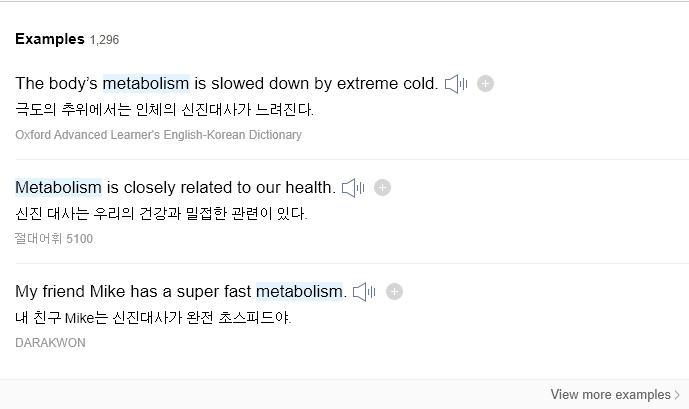 Examples 1,296
The body's metabolism is slowed down by extreme cold.
극도의 추위에서는 인체의 신진대사가 느려진다.
Oxford Advanced Learner's English-Korean Dictionary
Metabolism is closely related to our health.
신진 대사는 우리의 건강과 밀접한 관련이 있다.
절대어휘 5100
My friend Mike has a super fast metabolism.
내 친구 Mike는 신진대사가 완전 초스피드야.
DARAKWON
View more examples